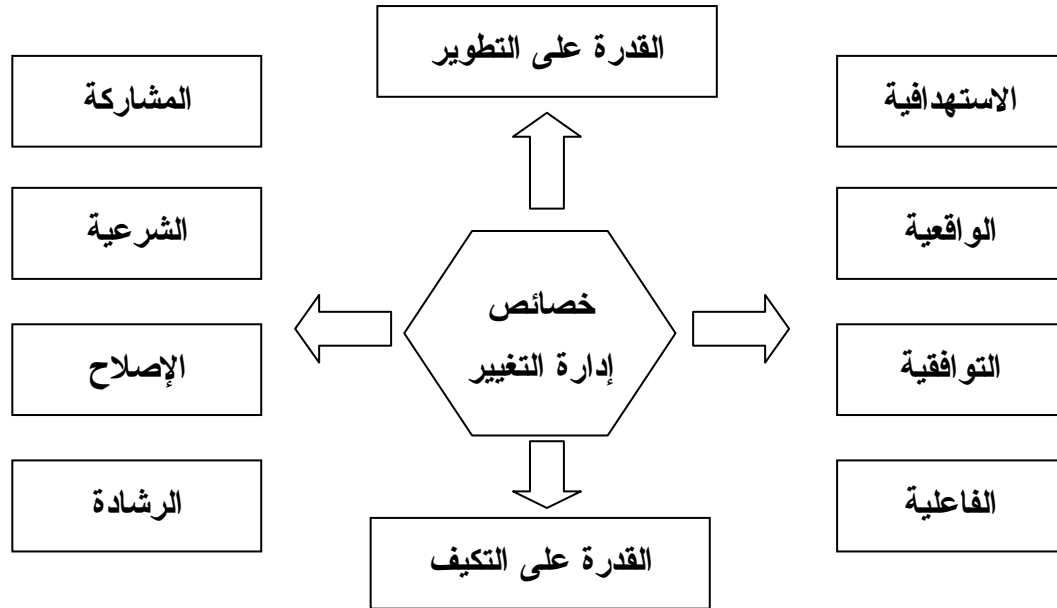 القدرة على التطوير
الاستهدافية
المشاركة
الواقعية
الشرعية
خصائص
إدارة التغيير
التوافقية
الإصلاح
الفاعلية
الرشادة
القدرة على التكيف